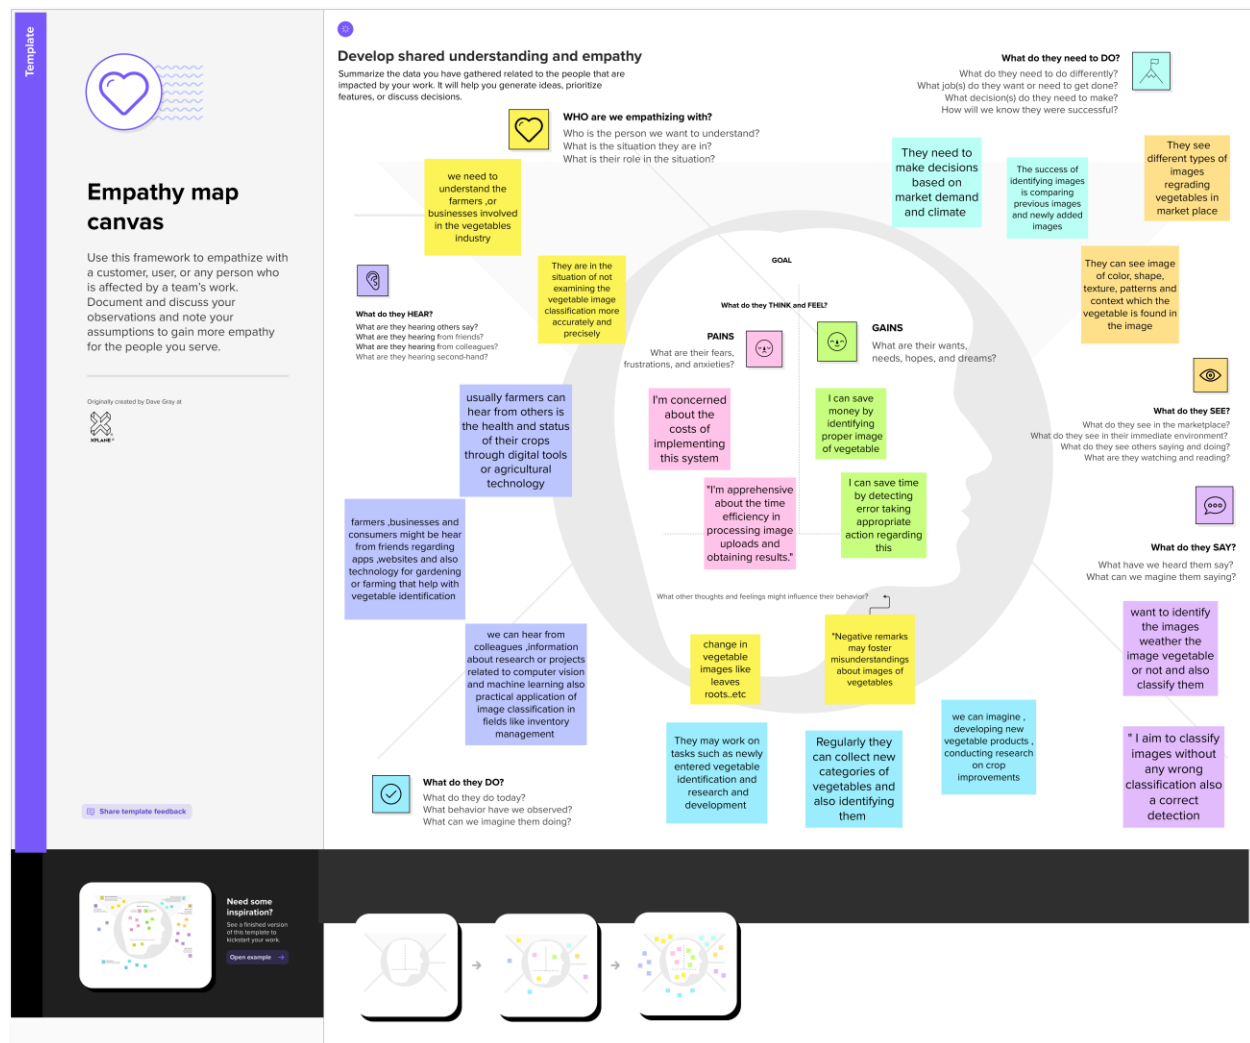 Template
Empathy map
canvas
Use this framework to empathize with
a customer, user, or any person who
is affected by a team's work.
Document and discuss your
observations and note your
assumptions to gain more empathy
for the people you serve.
Originally created by Dave Gray at
XPLANE
Share template feedback
Need some
inspiration?
See a finished version
of this template to
kickstart your work.
Open example
Develop shared understanding and empathy
Summarize the data you have gathered related to the people that are
impacted by your work. It will help you generate ideas, prioritize
features, or discuss decisions.
WHO are we empathizing with?
Who is the person we want to understand?
What is the situation they are in?
What is their role in the situation?
we need to
understand the
farmers ,or
businesses involved
in the vegetables
industry
They are in the
situation of not
examining the
vegetable image
classification more
accurately and
precisely
What do they need to DO?
What do they need to do differently?
What job(s) do they want or need to get done?
What decision(s) do they need to make?
How will we know they were successful?
They need to
make decisions
based on
market demand
and climate
The success of
identifying images
is comparing
previous images
and newly added
images
They see
different types of
images
regrading
vegetables in
market place
They can see image
of color, shape,
texture, patterns and
context which the
vegetable is found in
the image
What do they SEE?
What do they see in the marketplace?
What do they see in their immediate environment?
What do they see others saying and doing?
What are they watching and reading?
What do they SAY?
What have we heard them say?
What can we magine them saying?
want to identify
the images
weather the
image vegetable
or not and also
classify them
" I aim to classify
images without
any wrong
classification also
a correct
detection
What do they HEAR?
What are they hearing others say?
What are they hearing from friends?
What are they hearing from colleagues?
What are they hearing second-hand?
usually farmers can
hear from others is
the health and status
of their crops
through digital tools
or agricultural
technology
farmers ,businesses and
consumers might be hear
from friends regarding
apps ,websites and also
technology for gardening
or farming that help with
vegetable identification
we can hear from
colleagues ,information
about research or projects
related to computer vision
and machine learning also
practical application of
image classification in
fields like inventory
management
GOAL
What do they THINK and FEEL?
PAINS
What are their fears,
frustrations, and anxieties?
I'm concerned
about the
costs of
implementing
this system
"I'm apprehensive
about the time
efficiency in
processing image
uploads and
obtaining results."
GAINS
What are their wants,
needs, hopes, and dreams?
I can save
money by
identifying
proper image
of vegetable
I can save time
by detecting
error taking
appropriate
action regarding
this
What other thoughts and feelings might influence their behavior?
change in
vegetable
images like
leaves
roots..etc
"Negative remarks
may foster
misunderstandings
about images of
vegetables
What do they DO?
What do they do today?
What behavior have we observed?
What can we imagine them doing?
They may work on
tasks such as newly
entered vegetable
identification and
research and
development
Regularly they
can collect new
categories of
vegetables and
also identifying
them
we can imagine ,
developing new
vegetable products ,
conducting research
on crop
improvements